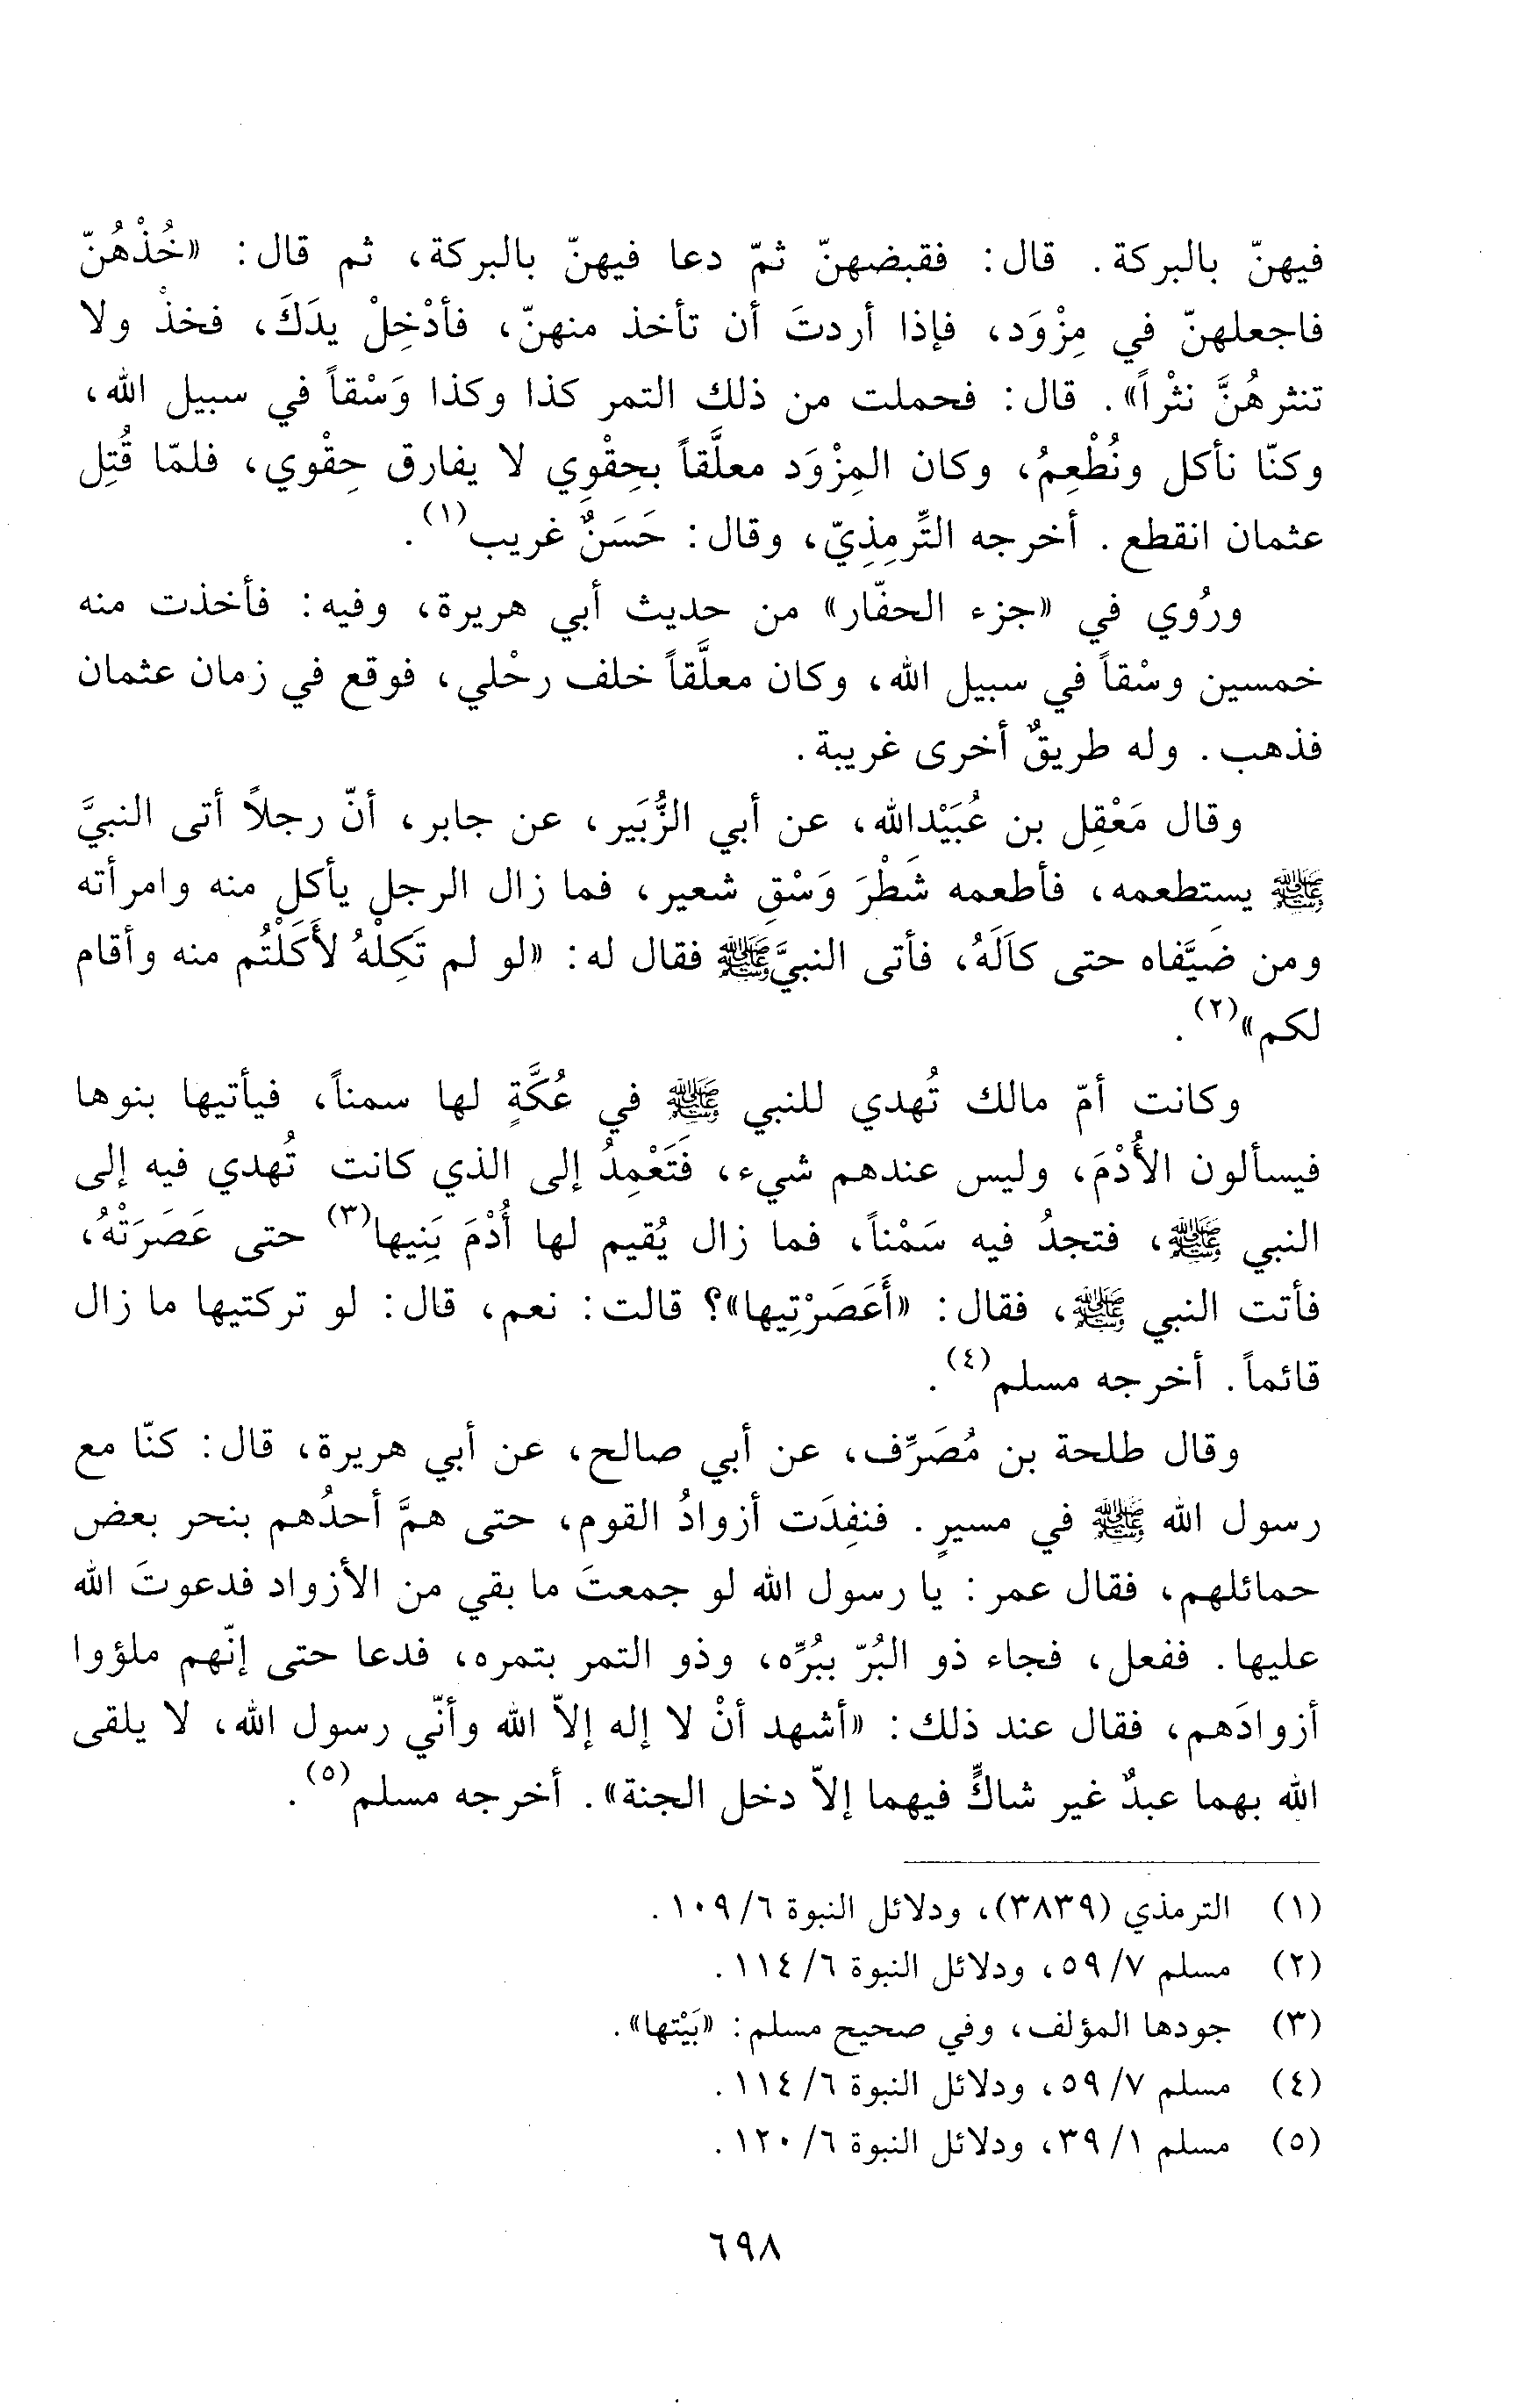 فيهنّ بالبركة. قال: فقبضهنّ ثمّ دعا فيهنّ بالبركة، ثم قال: «خُذْهُنّ
فاجعلهنّ في مِزْوَد، فإذا أردتَ أن تأخذ منهنّ، فأدْخِلْ يدَكَ، فخذْ ولا
تنثرهُنَّ نثْراً». قال: فحملت من ذلك التمر كذا وكذا وَسْقاً في سبيل الله،
وكنّا نأكل ونُطْعِمُ، وكان المِزْوَد معلَّقاً بحِقْوِي لا يفارق حِقْوي، فلمّا قُتِل
عثمان انقطع. أخرجه التِّرمِذِيّ، وقال: حَسَنٌ غريب(١).
ورُوي في «جزء الحفّار» من حديث أبي هريرة، وفيه: فأخذت منه
خمسين وسْقاً في سبيل الله، وكان معلَّقاً خلف رحْلي، فوقع في زمان عثمان
فذهب. وله طريقٌ أخرى غريبة.
وقال مَعْقِل بن عُبَيْدالله، عن أبي الزُّبَير، عن جابر، أنّ رجلاً أتى النبيَّ
ﷺ يستطعمه، فأطعمه شَطْرَ وَسْقِ شعير، فما زال الرجل يأكل منه وامرأته
ومن ضَيَّفاه حتى كاَلَهُ، فأتى النبيَّ ﷺ فقال له: «لو لم تَكِلْهُ لأَكَلْتُم منه وأقام
لكم»(٢).
وكانت أمّ مالك تُهدي للنبي ﷺ في عُكَّةٍ لها سمناً، فيأتيها بنوها
فيسألون الأُدْمَ، وليس عندهم شيء، فَتَعْمِدُ إلى الذي كانت تُهدي فيه إلى
النبي ﷺ، فتجدُ فيه سَمْناً، فما زال يُقيم لها أُدْمَ بَنِيها(٣) حتى عَصَرَتْهُ،
فأتت النبي ﷺ، فقال: «أَعَصَرْتِيها»؟ قالت: نعم، قال: لو تركتيها ما زال
قائماً. أخرجه مسلم(٤).
وقال طلحة بن مُصَرِّف، عن أبي صالح، عن أبي هريرة، قال: كنّا مع
رسول الله ﷺ في مسيرٍ. فنفِدَت أزوادُ القوم، حتى همَّ أحدُهم بنحر بعض
حمائلهم، فقال عمر: يا رسول الله لو جمعتَ ما بقي من الأزواد فدعوتَ الله
عليها. ففعل، فجاء ذو البُرّ ببُرِّه، وذو التمر بتمره، فدعا حتى إنّهم ملؤوا
أزوادَهم، فقال عند ذلك: «أشهد أنْ لا إله إلاّ الله وأنّي رسول الله، لا يلقى
الله بهما عبدٌ غير شاكٍّ فيهما إلاّ دخل الجنة». أخرجه مسلم(٥).
(١) الترمذي (٣٨٣٩)، ودلائل النبوة ٦/ ١٠٩.
(٢) مسلم ٧/ ٥٩، ودلائل النبوة ٦/ ١١٤.
(٣) جودها المؤلف، وفي صحيح مسلم: «بَيْتها».
(٤) مسلم ٧/ ٥٩، ودلائل النبوة ٦/ ١١٤.
(٥) مسلم ١/ ٣٩، ودلائل النبوة ٦/ ١٢٠.
٦٩٨